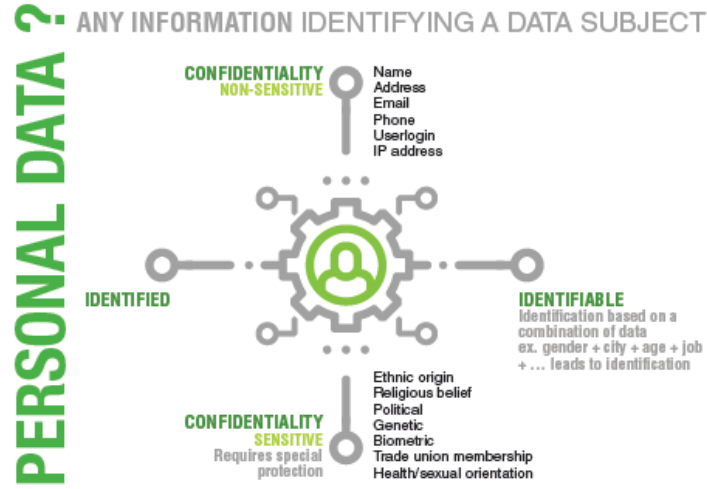 PERSONAL DATA ?
ANY INFORMATION IDENTIFYING A DATA SUBJECT
CONFIDENTIALITY
NON-SENSITIVE
Name
Address
Email
Phone
Userlogin
IP address
IDENTIFIED
IDENTIFIABLE
Identification based on a
combination of data
ex. gender + city + age + job
+ ... leads to identification
CONFIDENTIALITY
SENSITIVE
Requires special
protection
Ethnic origin
Religious belief
Political
Genetic
Biometric
Trade union membership
Health/sexual orientation